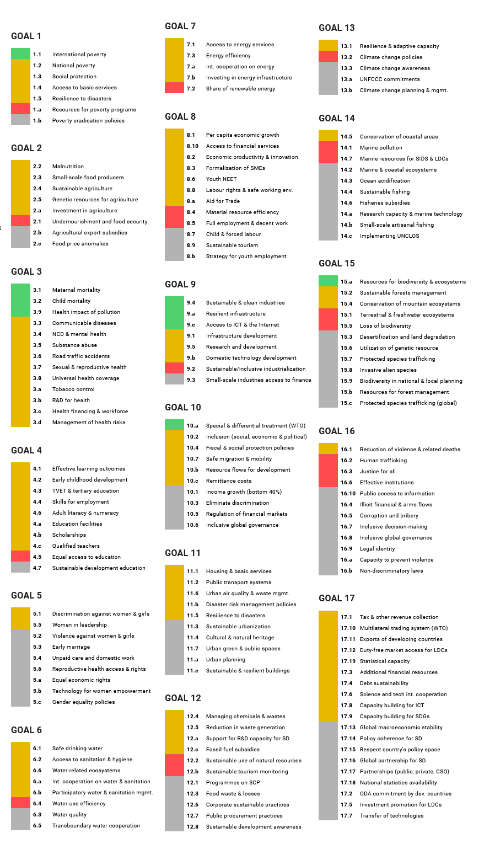 GOAL 1
1.1 International poverty
1.2 National poverty
1.3 Social protection
1.4 Access to basic services
1.5 Resilience to disasters
1.a Resources for poverty programs
1.b Poverty eradication policies
GOAL 2
2.2 Malnutrition
2.3 Small-scale food producers
2.4 Sustainable agriculture
2.5 Genetic resources for agriculture
2.a Investment in agriculture
2.1 Undernourishment and food security
2.b Agricultural export subsidies
2.c Food price anomalies
GOAL 3
3.1 Maternal mortality
3.2 Child mortality
3.9 Health impact of pollution
3.3 Communicable diseases
3.4 NCD & mental health
3.5 Substance abuse
3.6 Road traffic accidents
3.7 Sexual & reproductive health
3.8 Universal health coverage
3.a Tobacco control
3.b R&D for health
3.c Health financing & workforce
3.d Management of health risks
GOAL 4
4.1 Effective learning outcomes
4.2 Early childhood development
4.3 TVET & tertiary education
4.4 Skills for employment
4.6 Adult literacy & numeracy
4.a Education facilities
4.b Scholarships
4.c Qualified teachers
4.5 Equal access to education
4.7 Sustainable development education
GOAL 5
5.1 Discrimination against women & girls
5.5 Women in leadership
5.2 Violence against women & girls
5.3 Early marriage
5.4 Unpaid care and domestic work
5.6 Reproductive health access & rights
5.a Equal economic rights
5.b Technology for women empowerment
5.c Gender equality policies
GOAL 6
6.1 Safe drinking water
6.2 Access to sanitation & hygiene
6.6 Water-related ecosystems
6.a Int. cooperation on water & sanitation
6.b Participatory water & sanitation mgmt.
6.4 Water use efficiency
6.3 Water quality
6.5 Transboundary water cooperation
GOAL 7
7.1 Access to energy services
7.3 Energy efficiency
7.a Int. cooperation on energy
7.b Investing in energy infrastructure
7.2 Share of renewable energy
GOAL 8
8.1 Per capita economic growth
8.10 Access to financial services
8.2 Economic productivity & innovation
8.3 Formalization of SMEs
8.6 Youth NEET
8.8 Labour rights & safe working env.
8.a Aid for Trade
8.4 Material resource efficiency
8.5 Full employment & decent work
8.7 Child & forced labour
8.9 Sustainable tourism
8.b Strategy for youth employment
GOAL 9
9.4 Sustainable & clean industries
9.a Resilient infrastructure
9.c Access to ICT & the Internet
9.1 Infrastructure development
9.5 Research and development
9.b Domestic technology development
9.2 Sustainable/inclusive industrialization
9.3 Small-scale industries access to finance
GOAL 10
10.a Special & differential treatment (WTO)
10.2 Inclusion (social, economic & political)
10.4 Fiscal & social protection policies
10.7 Safe migration & mobility
10.b Resource flows for development
10.c Remittance costs
10.1 Income growth (bottom 40%)
10.3 Eliminate discrimination
10.5 Regulation of financial markets
10.6 Inclusive global governance
GOAL 11
11.1 Housing & basic services
11.2 Public transport systems
11.6 Urban air quality & waste mgmt.
11.b Disaster risk management policies
11.5 Resilience to disasters
11.3 Sustainable urbanization
11.4 Cultural & natural heritage
11.7 Urban green & public spaces
11.a Urban planning
11.c Sustainable & resilient buildings
GOAL 12
12.4 Managing chemicals & wastes
12.5 Reduction in waste generation
12.a Support for R&D capacity for SD
12.c Fossil fuel subsidies
12.2 Sustainable use of natural resources
12.b Sustainable tourism monitoring
12.1 Programmes on SCP
12.3 Food waste & losses
12.6 Corporate sustainable practices
12.7 Public procurement practices
12.8 Sustainable development awareness
GOAL 13
13.1 Resilience & adaptive capacity
13.2 Climate change policies
13.3 Climate change awareness
13.a UNFCCC commitments
13.b Climate change planning & mgmt.
GOAL 14
14.5 Conservation of coastal areas
14.1 Marine pollution
14.7 Marine resources for SIDS & LDCs
14.2 Marine & coastal ecosystems
14.3 Ocean acidification
14.4 Sustainable fishing
14.6 Fisheries subsidies
14.a Research capacity & marine technology
14.b Small-scale artisanal fishing
14.c Implementing UNCLOS
GOAL 15
15.a Resources for biodiversity & ecosystems
15.2 Sustainable forests management
15.4 Conservation of mountain ecosystems
15.1 Terrestrial & freshwater ecosystems
15.5 Loss of biodiversity
15.3 Desertification and land degradation
15.6 Utilization of genetic resource
15.7 Protected species trafficking
15.8 Invasive alien species
15.9 Biodiversity in national & local planning
15.b Resources for forest management
15.c Protected species trafficking (global)
GOAL 16
16.1 Reduction of violence & related deaths
16.2 Human trafficking
16.3 Justice for all
16.6 Effective institutions
16.10 Public access to information
16.4 Illicit financial & arms flows
16.5 Corruption and bribery
16.7 Inclusive decision-making
16.8 Inclusive global governance
16.9 Legal identity
16.a Capacity to prevent violence
16.b Non-discriminatory laws
GOAL 17
17.1 Tax & other revenue collection
17.10 Multilateral trading system (WTO)
17.11 Exports of developing countries
17.12 Duty-free market access for LDCs
17.19 Statistical capacity
17.3 Additional financial resources
17.4 Debt sustainability
17.6 Science and tech int. cooperation
17.8 Capacity building for ICT
17.9 Capacity building for SDGs
17.13 Global macroeconomic stability
17.14 Policy coherence for SD
17.15 Respect country's policy space
17.16 Global partnership for SD
17.17 Partnerships (public, private, CSO)
17.18 National statistics availability
17.2 ODA commitment by dev. countries
17.5 Investment promotion for LDCs
17.7 Transfer of technologies